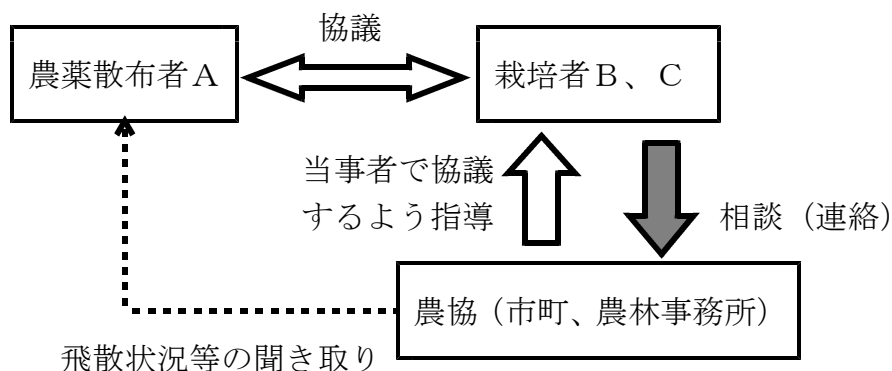 協議
農薬散布者A
栽培者B、C
当事者で協議
するよう指導
相談（連絡）
農協（市町、農林事務所）
飛散状況等の聞き取り